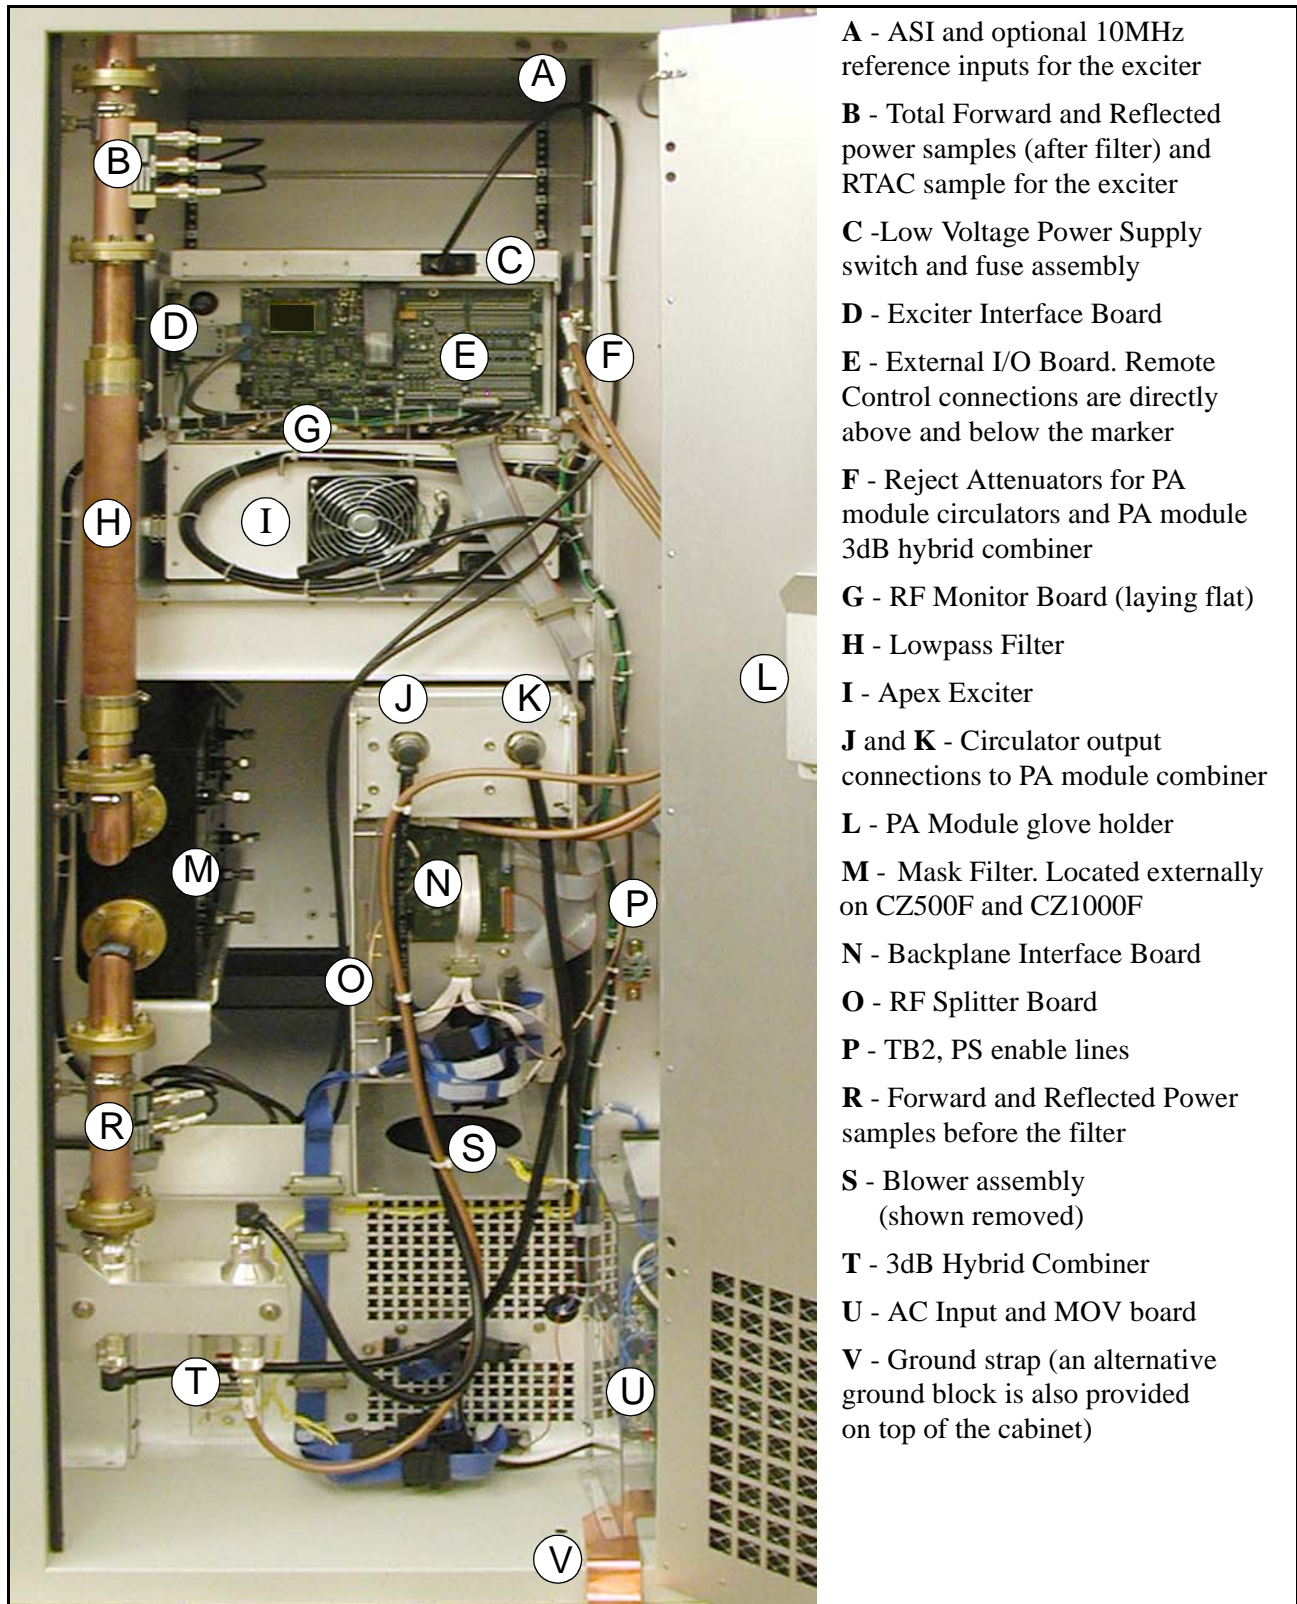 A
B
C
D
E
F
G
H
I
J
K
L
M
N
O
P
R
S
T
U
V
A - ASI and optional 10MHz
reference inputs for the exciter
B - Total Forward and Reflected
power samples (after filter) and
RTAC sample for the exciter
C -Low Voltage Power Supply
switch and fuse assembly
D - Exciter Interface Board
E - External I/O Board. Remote
Control connections are directly
above and below the marker
F - Reject Attenuators for PA
module circulators and PA module
3dB hybrid combiner
G - RF Monitor Board (laying flat)
H - Lowpass Filter
I - Apex Exciter
J and K - Circulator output
connections to PA module combiner
L - PA Module glove holder
M - Mask Filter. Located externally
on CZ500F and CZ1000F
N - Backplane Interface Board
O - RF Splitter Board
P - TB2, PS enable lines
R - Forward and Reflected Power
samples before the filter
S - Blower assembly
(shown removed)
T - 3dB Hybrid Combiner
U - AC Input and MOV board
V - Ground strap (an alternative
ground block is also provided
on top of the cabinet)